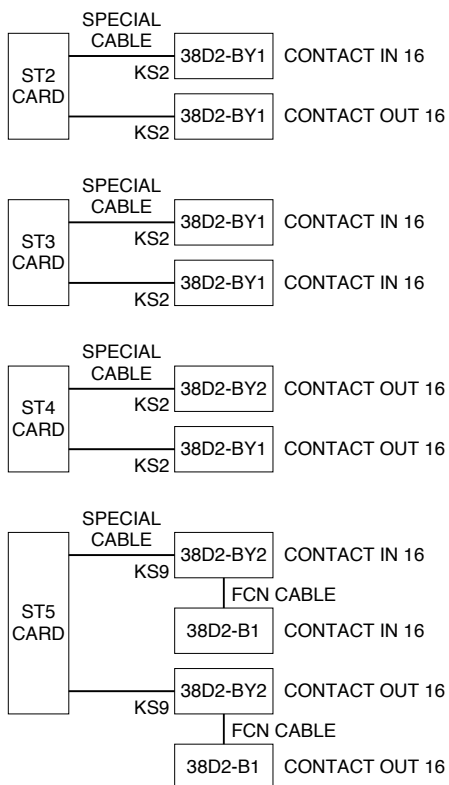 SPECIAL
CABLE
ST2
CARD
KS2
38D2-BY1
CONTACT IN 16
KS2
38D2-BY1
CONTACT OUT 16
SPECIAL
CABLE
ST3
CARD
KS2
38D2-BY1
CONTACT IN 16
KS2
38D2-BY1
CONTACT IN 16
SPECIAL
CABLE
ST4
CARD
KS2
38D2-BY2
CONTACT OUT 16
KS2
38D2-BY1
CONTACT OUT 16
SPECIAL
CABLE
ST5
CARD
KS9
38D2-BY2
CONTACT IN 16
FCN CABLE
38D2-B1
CONTACT IN 16
KS9
38D2-BY2
CONTACT OUT 16
FCN CABLE
38D2-B1
CONTACT OUT 16